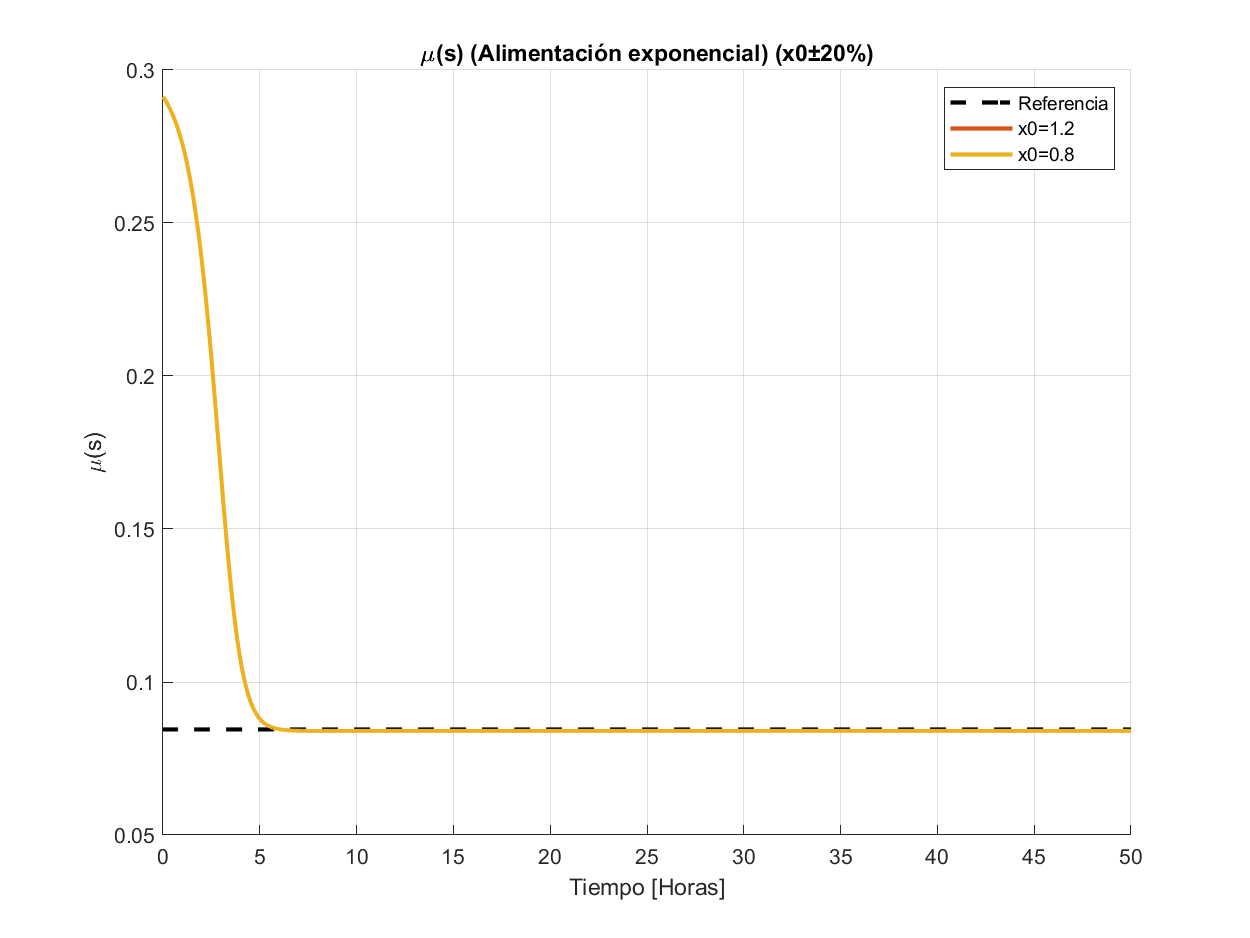 μ(s) (Alimentación exponencial) (x0±20%)
Referencia
x0=1.2
x0=0.8
0.3
0.25
0.2
0.15
0.1
0.05
μ(s)
0 5 10 15 20 25 30 35 40 45 50
Tiempo [Horas]